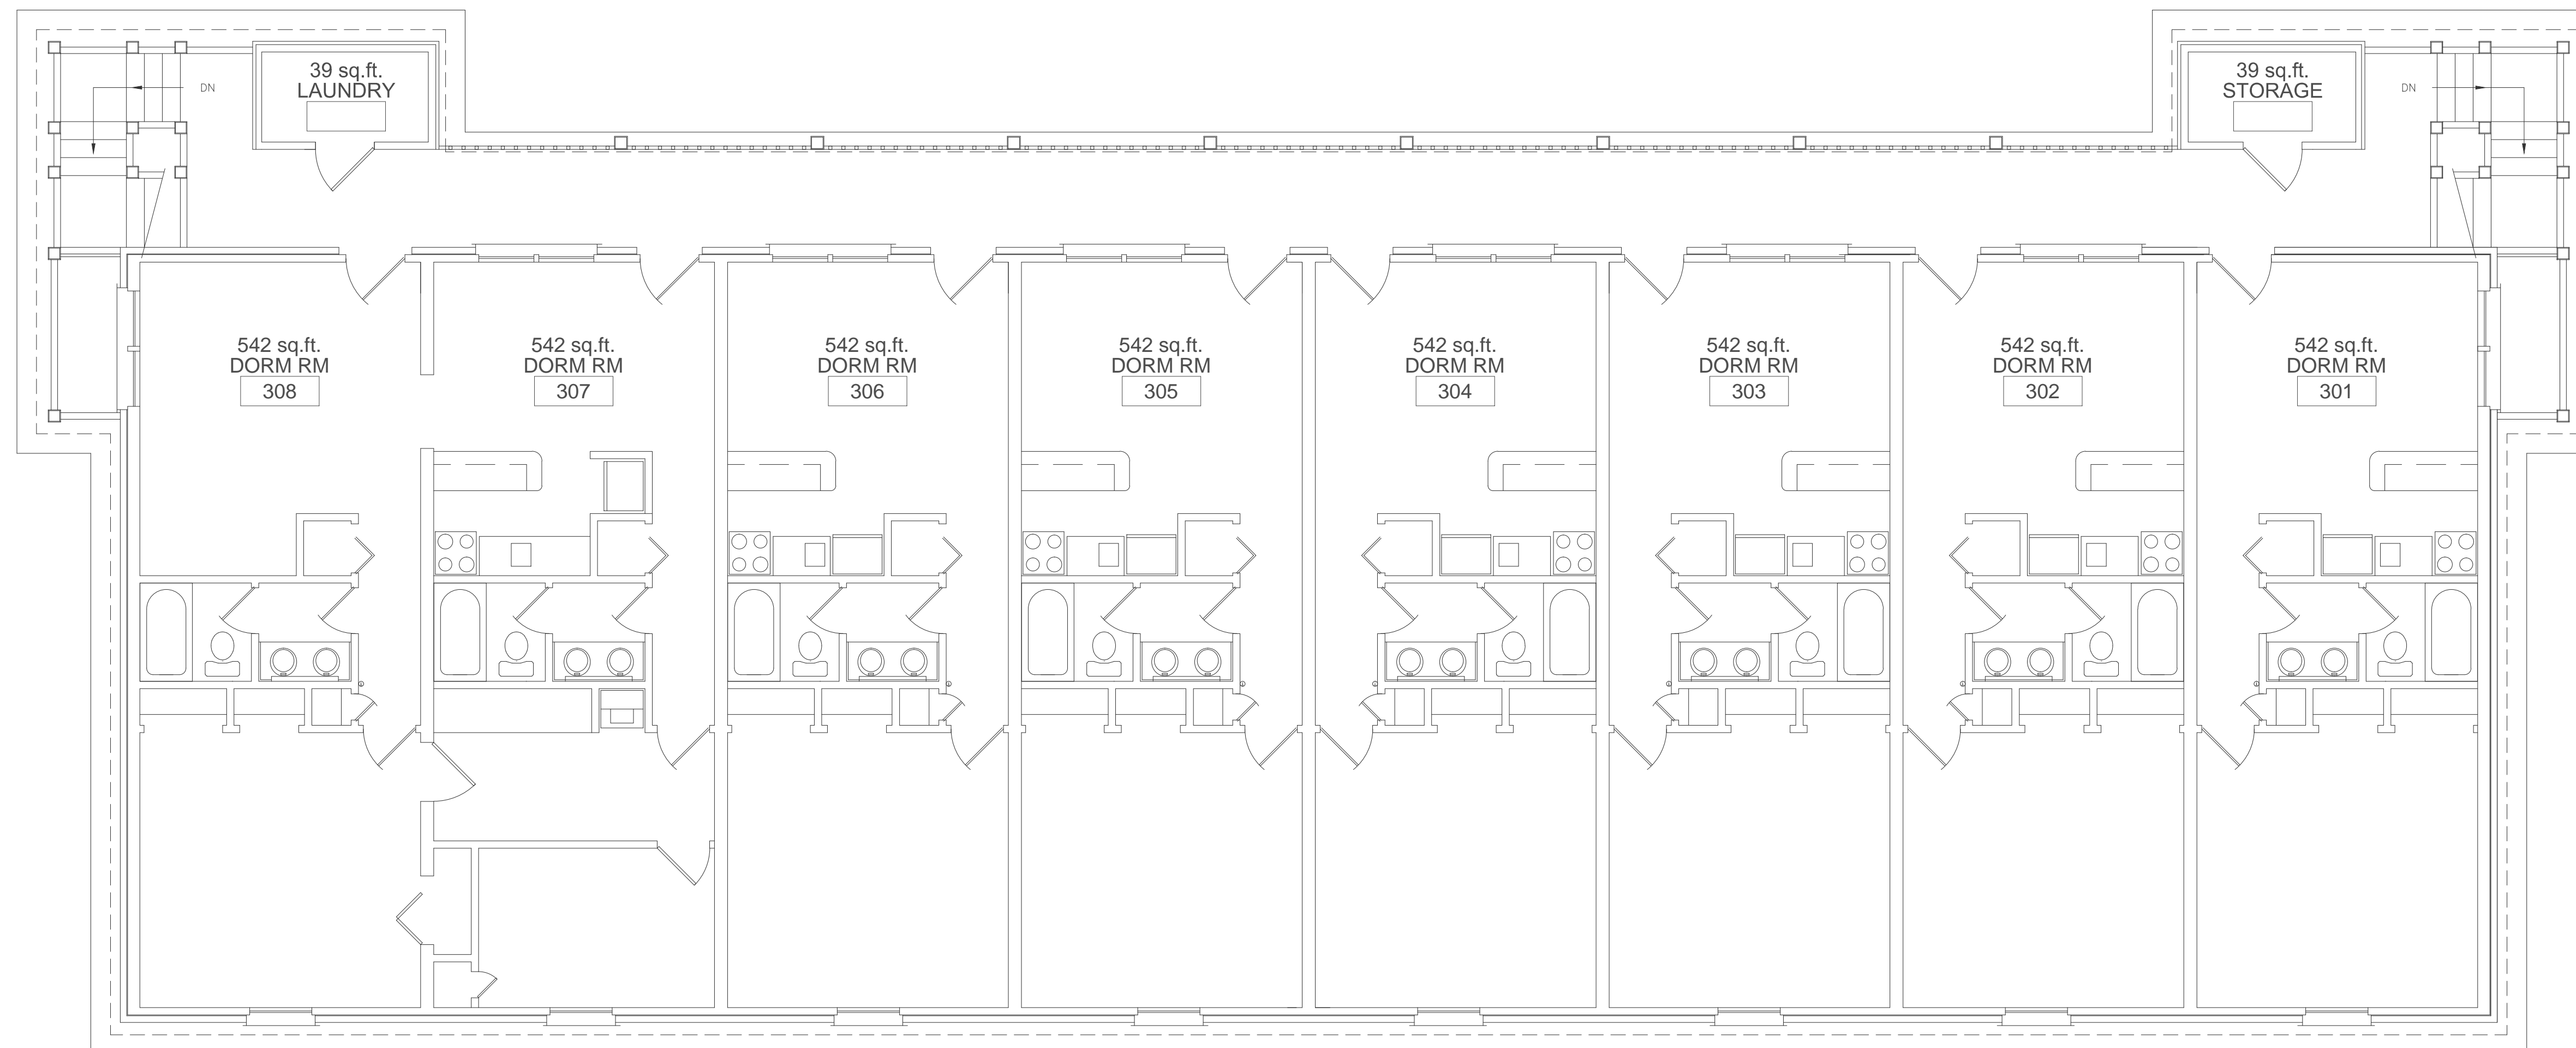 39 sq.ft.
LAUNDRY
39 sq.ft.
STORAGE
DN
DN
542 sq.ft.
DORM RM
308
542 sq.ft.
DORM RM
307
542 sq.ft.
DORM RM
306
542 sq.ft.
DORM RM
305
542 sq.ft.
DORM RM
304
542 sq.ft.
DORM RM
303
542 sq.ft.
DORM RM
302
542 sq.ft.
DORM RM
301